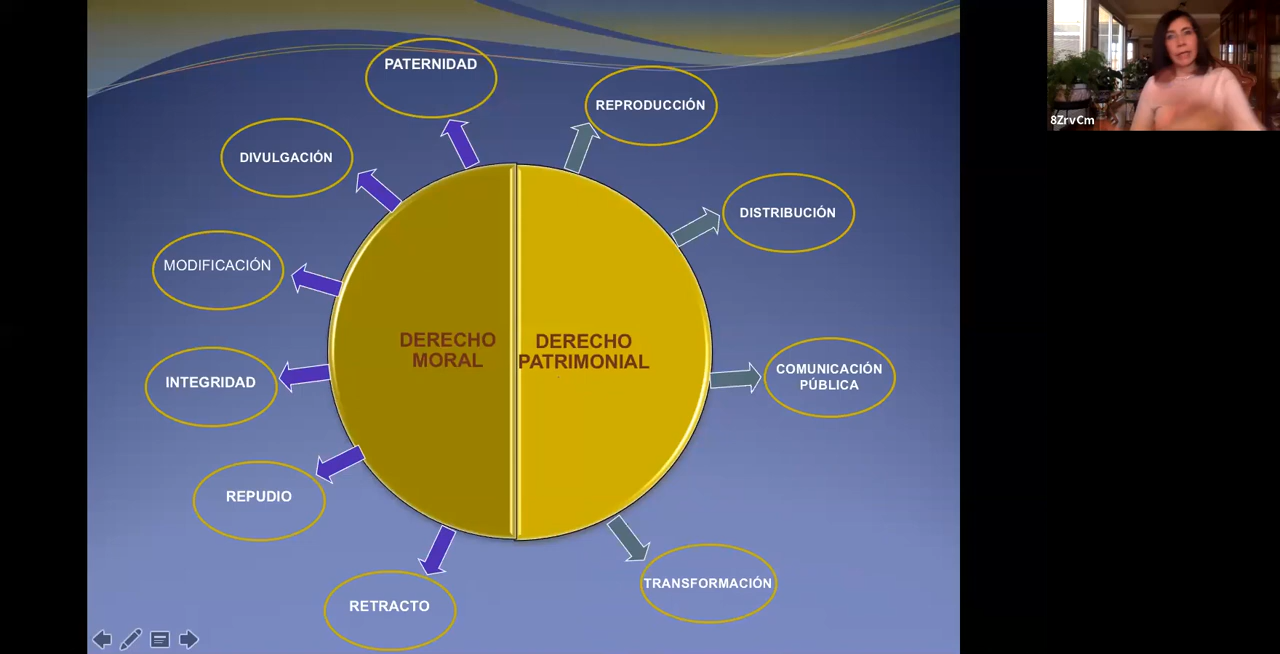 PATERNIDAD
REPRODUCCIÓN
DIVULGACIÓN
DISTRIBUCIÓN
MODIFICACIÓN
DERECHO
MORAL
DERECHO
PATRIMONIAL
INTEGRIDAD
COMUNICACIÓN
PÚBLICA
REPUDIO
TRANSFORMACIÓN
RETRACTO
8ZrvCm